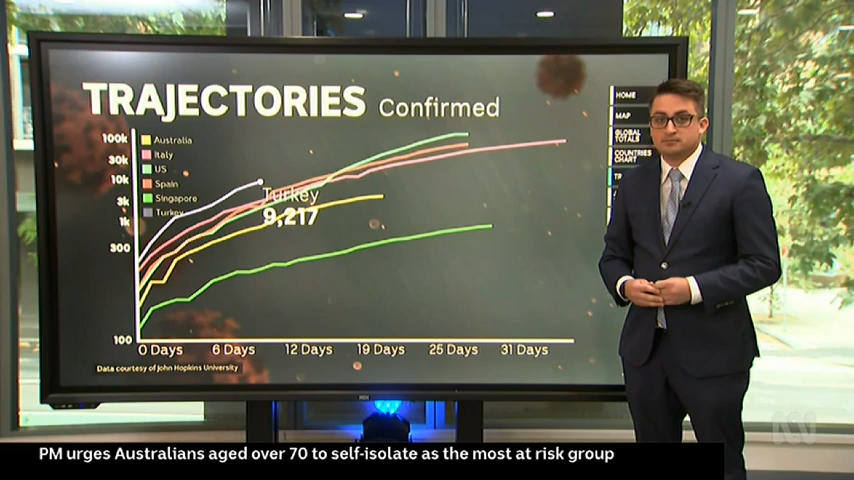 TRAJECTORIES Confirmed
HOME
MAP
GLOBAL
TOTALS
COUNTRIES
CHART
100k
30k
10k
3k
1k
300
100
Australia
Italy
US
Spain
Singapore
Turkey
Turkey
9,217
0 Days
6 Days
12 Days
19 Days
25 Days
31 Days
Data courtesy of John Hopkins University
PM urges Australians aged over 70 to self-isolate as the most at risk group